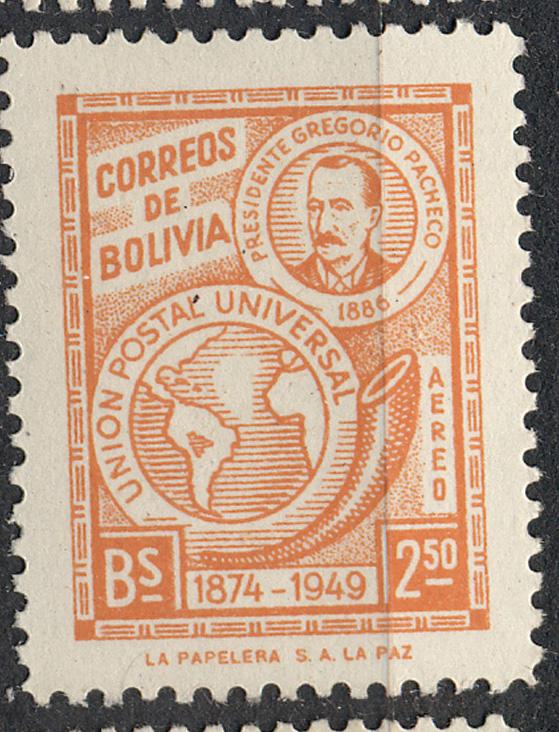 CORREOS
DE
BOLIVIA
PRESIDENTE GREGORIO PACHECO
1886
UNION POSTAL UNIVERSAL
AEREO
BS
1874-1949
2.50
LA PAPELERA S. A. LA PAZ